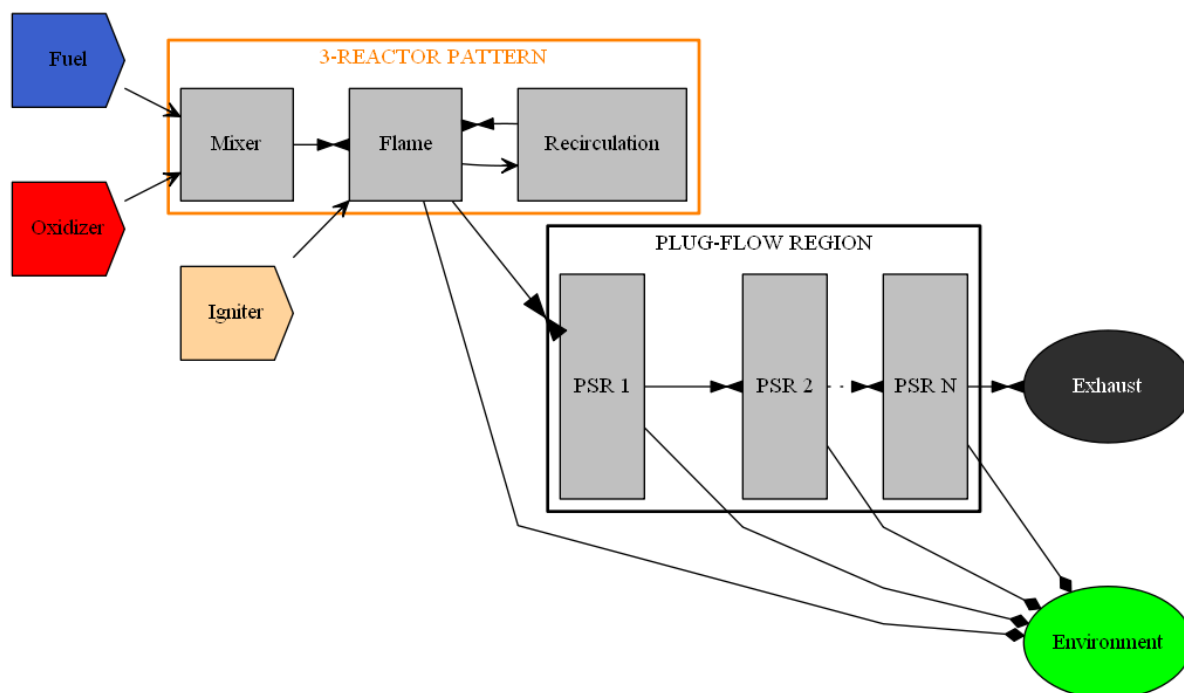 Fuel
3-REACTOR PATTERN
Mixer
Flame
Recirculation
Oxidizer
Igniter
PLUG-FLOW REGION
PSR 1
PSR 2
PSR N
Exhaust
Environment